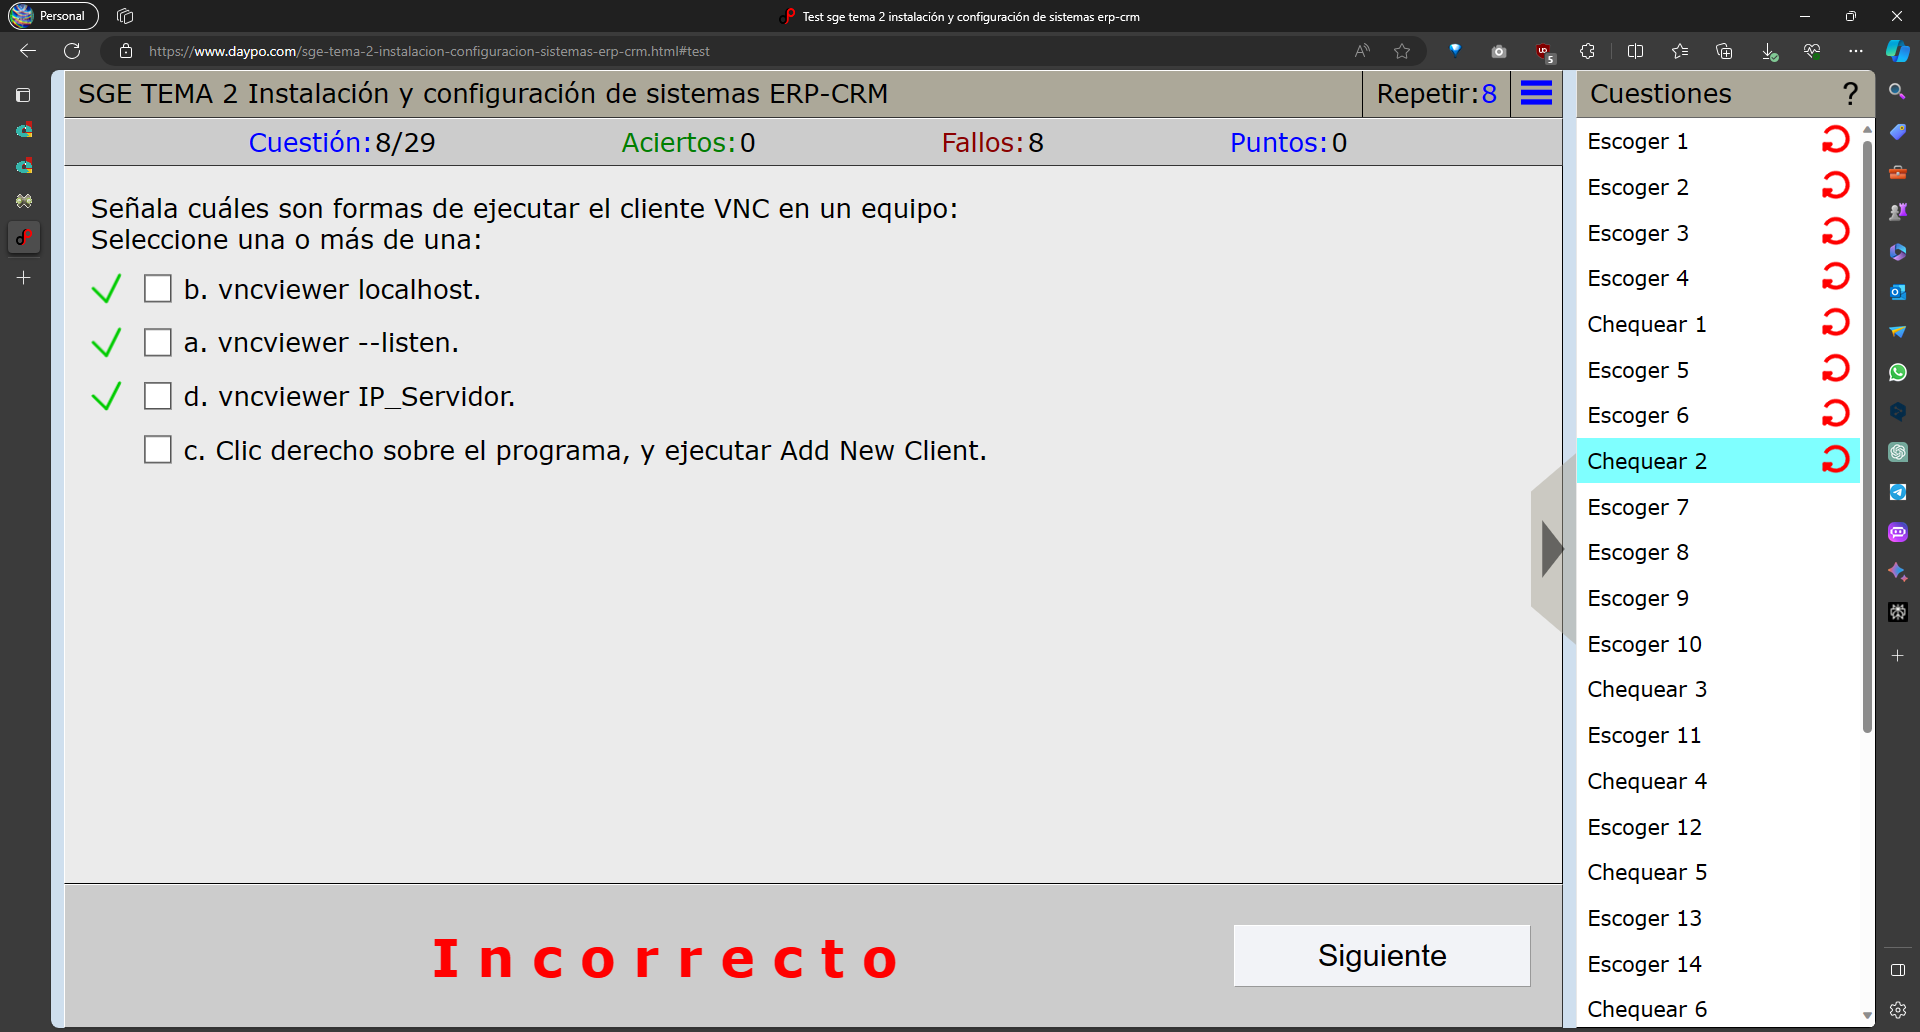 Personal
Test sge tema 2 instalación y configuración de sistemas erp-crm
https://www.daypo.com/sge-tema-2-instalacion-configuracion-sistemas-erp-crm.html#test
5
SGE TEMA 2 Instalación y configuración de sistemas ERP-CRM
Repetir:8
Cuestión:8/29
Aciertos:0
Fallos:8
Puntos:0
Señala cuáles son formas de ejecutar el cliente VNC en un equipo:
Seleccione una o más de una:
b. vncviewer localhost.
a. vncviewer --listen.
d. vncviewer IP_Servidor.
c. Clic derecho sobre el programa, y ejecutar Add New Client.
Incorrecto
Siguiente
Cuestiones ?
Escoger 1
Escoger 2
Escoger 3
Escoger 4
Chequear 1
Escoger 5
Escoger 6
Chequear 2
Escoger 7
Escoger 8
Escoger 9
Escoger 10
Chequear 3
Escoger 11
Chequear 4
Escoger 12
Chequear 5
Escoger 13
Escoger 14
Chequear 6